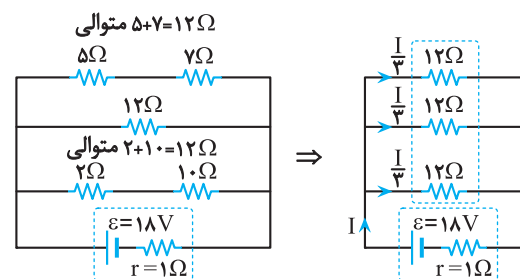 ۵+۷=۱۲Ω متوالی
۵Ω ۷Ω
۱۲Ω
۲+۱۰=۱۲Ω متوالی
۲Ω ۱۰Ω
ε=۱۸V
r=۱Ω
⇒
I/۳ ۱۲Ω
I/۳ ۱۲Ω
I/۳ ۱۲Ω
I
ε=۱۸V
r=۱Ω